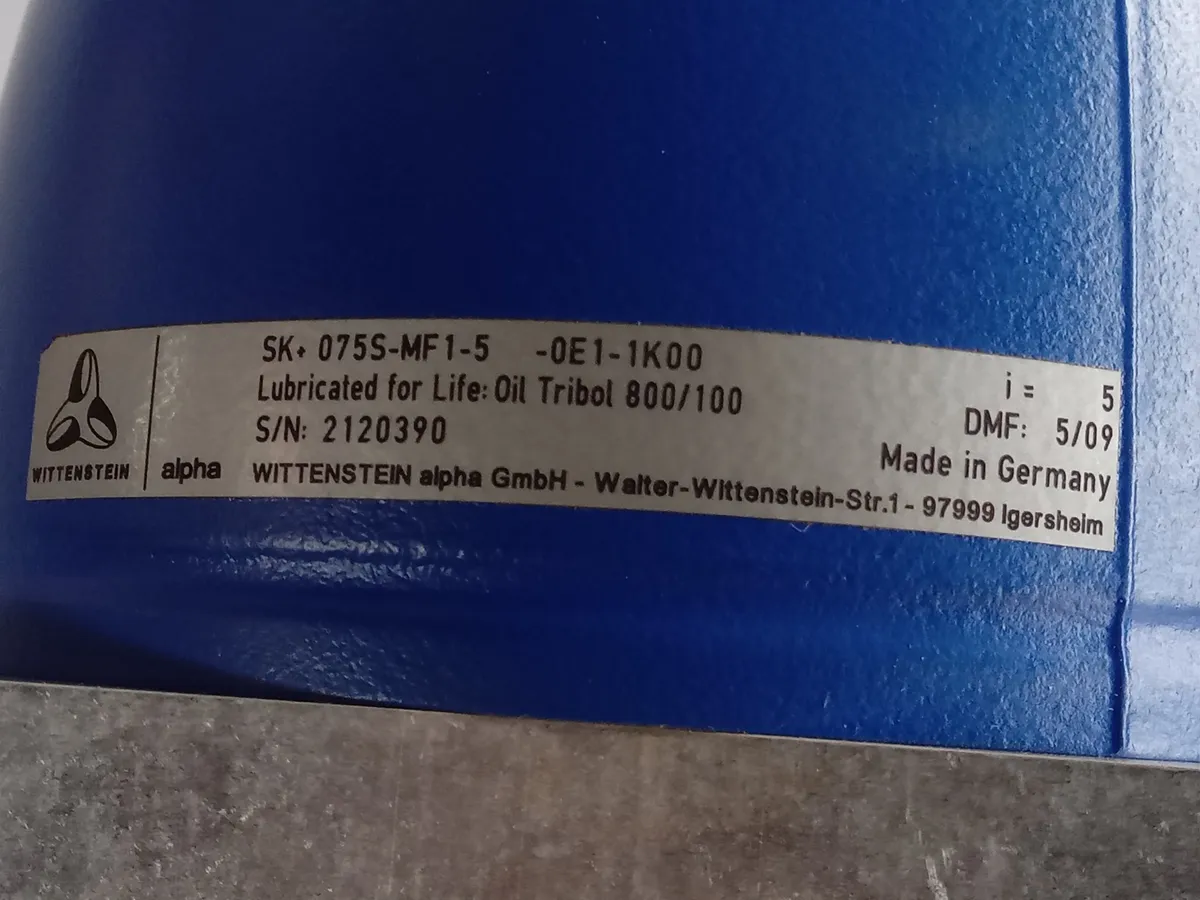 SK+ 075S-MF1-5 -0E1-1K00
i = 5
Lubricated for Life: Oil Tribol 800/100
DMF: 5/09
S/N: 2120390
Made in Germany
WITTENSTEIN
alpha
WITTENSTEIN alpha GmbH - Walter-Wittenstein-Str.1 - 97999 Igersheim